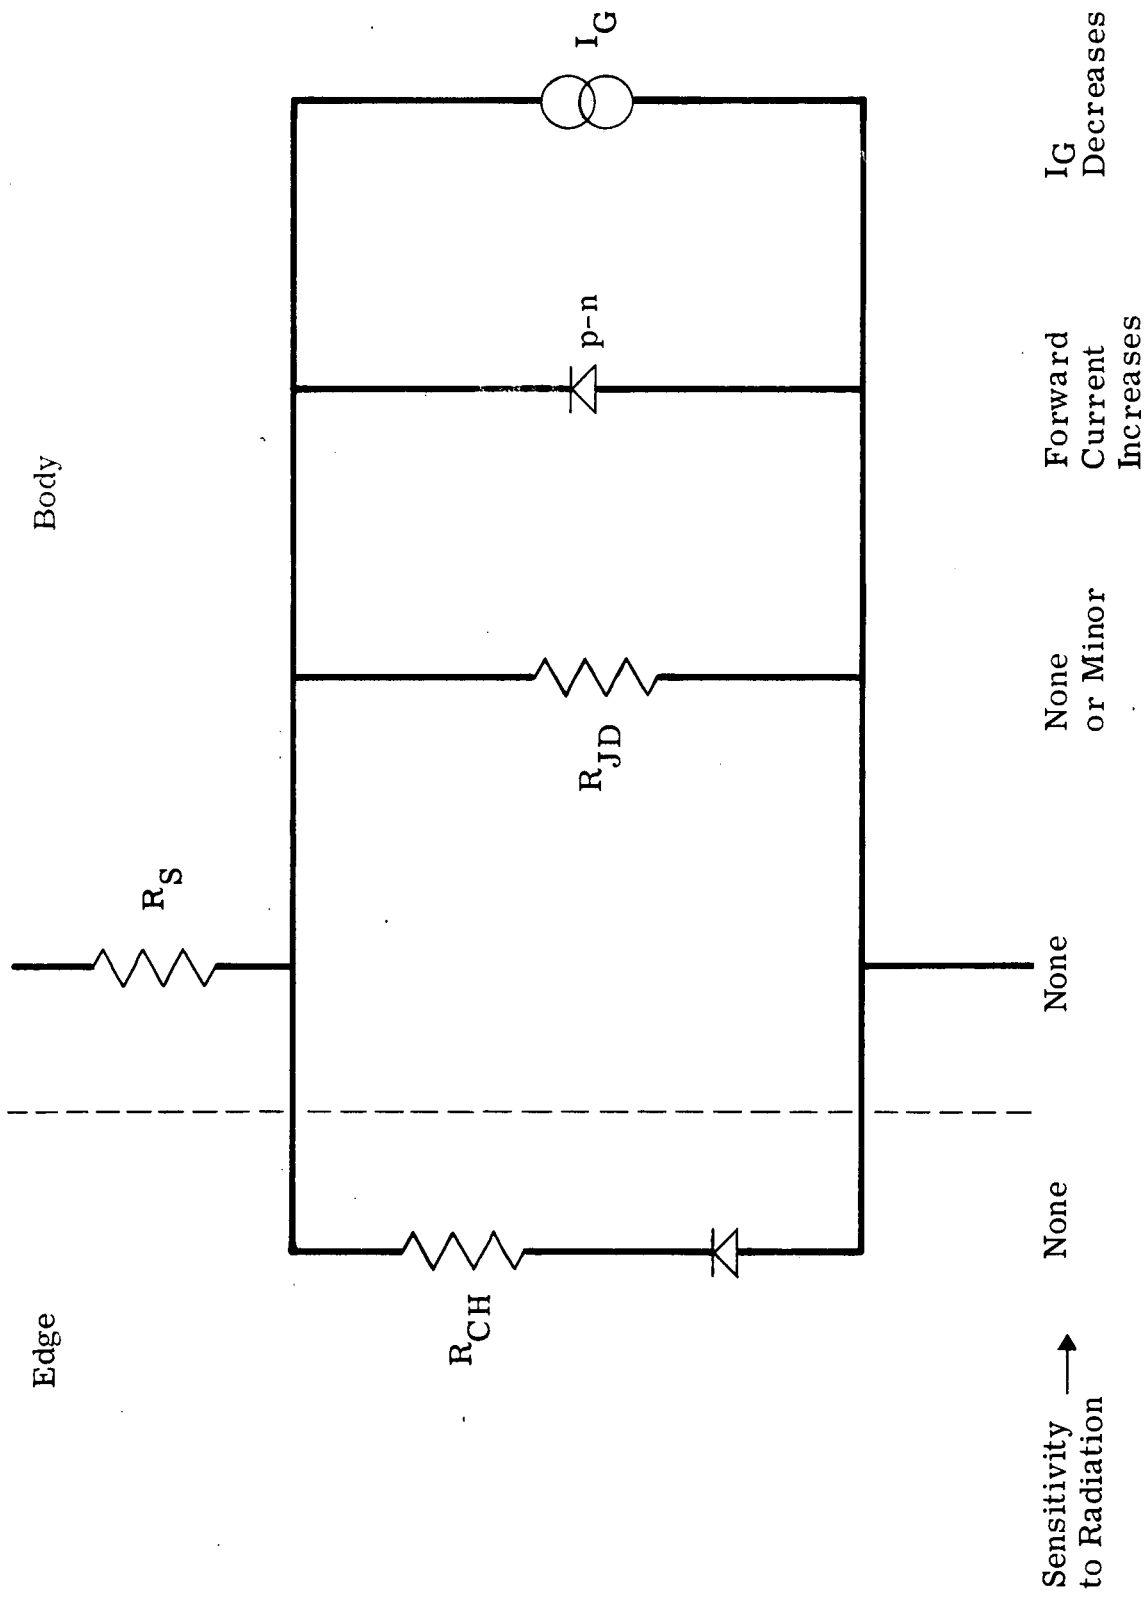 Edge
Body
R_S
R_CH
R_JD
p-n
I_G
Sensitivity →
to Radiation
None
None
None
or Minor
Forward
Current
Increases
I_G
Decreases